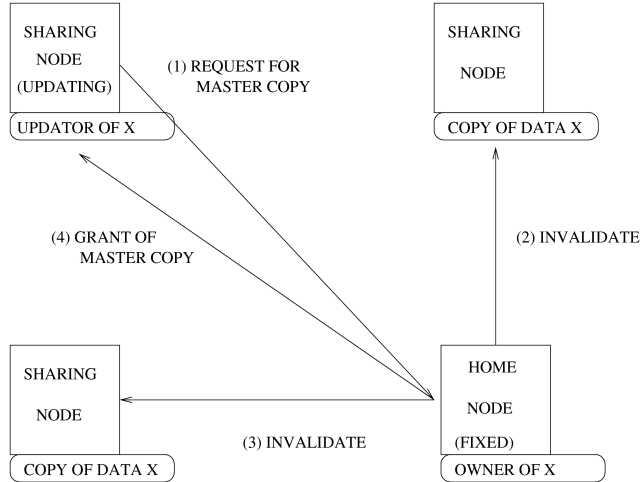 SHARING
NODE
(UPDATING)
UPDATOR OF X
(1) REQUEST FOR
MASTER COPY
SHARING
NODE
COPY OF DATA X
(4) GRANT OF
MASTER COPY
(2) INVALIDATE
SHARING
NODE
COPY OF DATA X
(3) INVALIDATE
HOME
NODE
(FIXED)
OWNER OF X